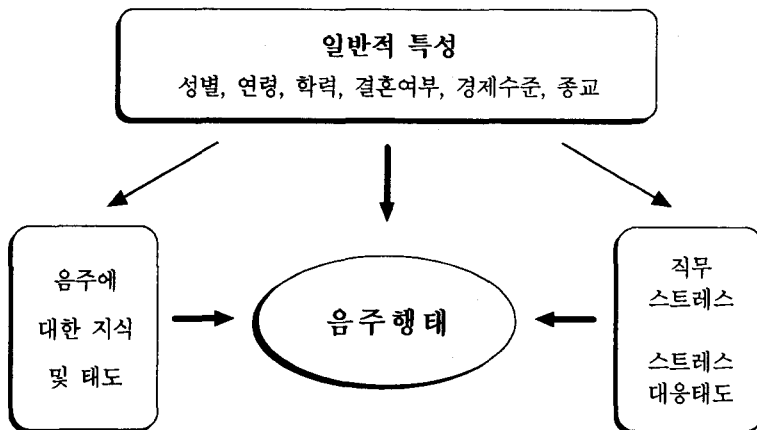 일반적 특성
성별, 연령, 학력, 결혼여부, 경제수준, 종교
음주에
대한 지식
및 태도
음주행태
직무
스트레스
스트레스
대응태도